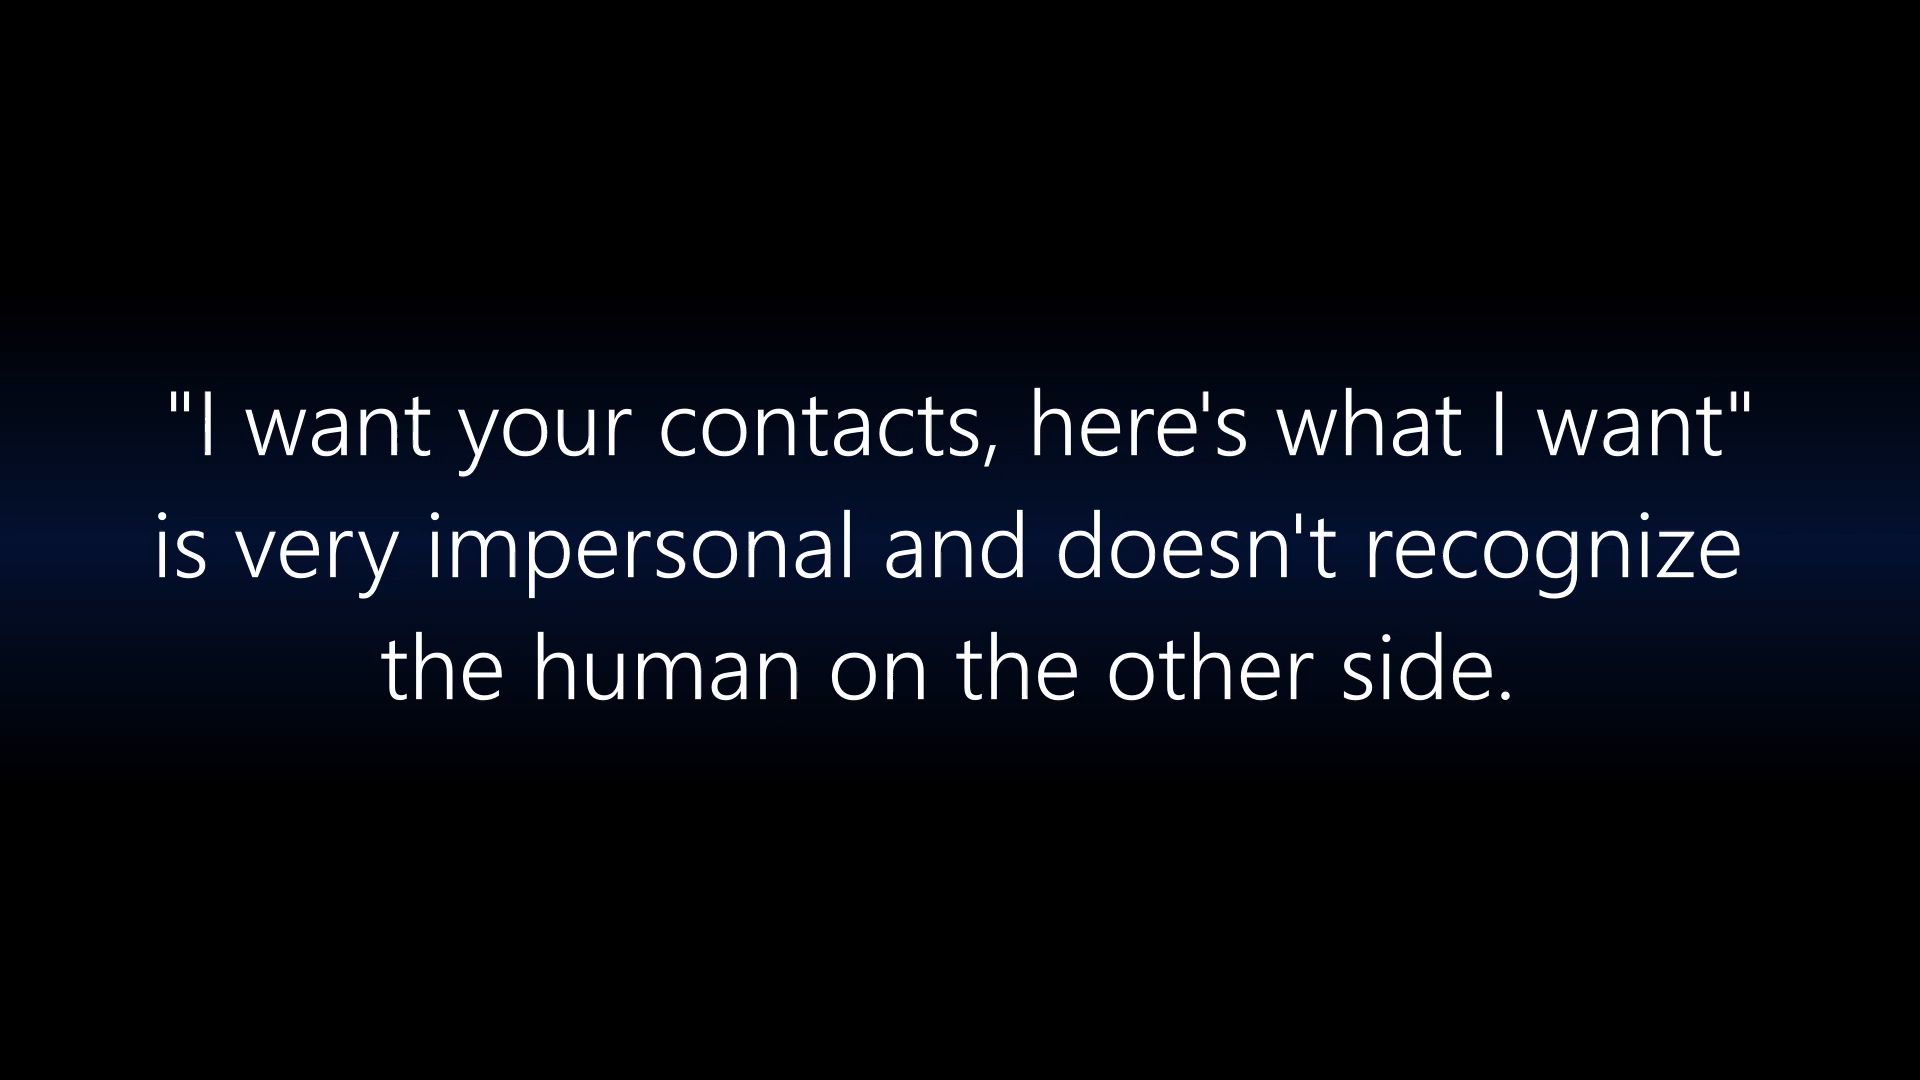 "I want your contacts, here's what I want"
is very impersonal and doesn't recognize
the human on the other side.